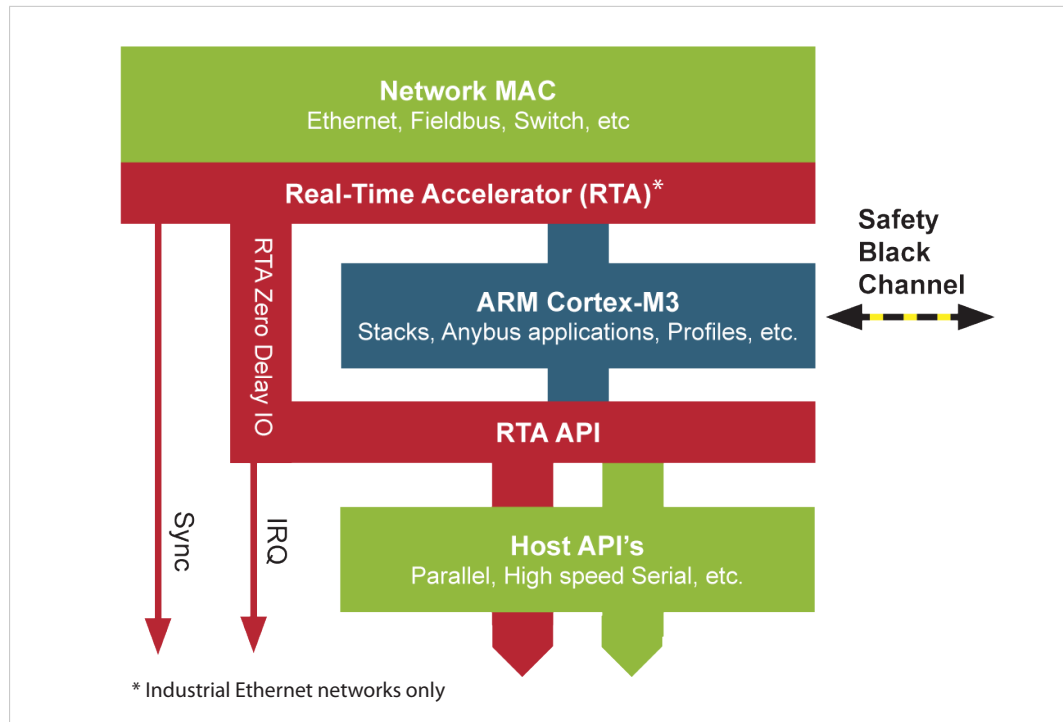 Network MAC
Ethernet, Fieldbus, Switch, etc
Real-Time Accelerator (RTA)*
RTA Zero Delay IO
ARM Cortex-M3
Stacks, Anybus applications, Profiles, etc.
Safety
Black
Channel
RTA API
Sync
IRQ
Host API’s
Parallel, High speed Serial, etc.
* Industrial Ethernet networks only